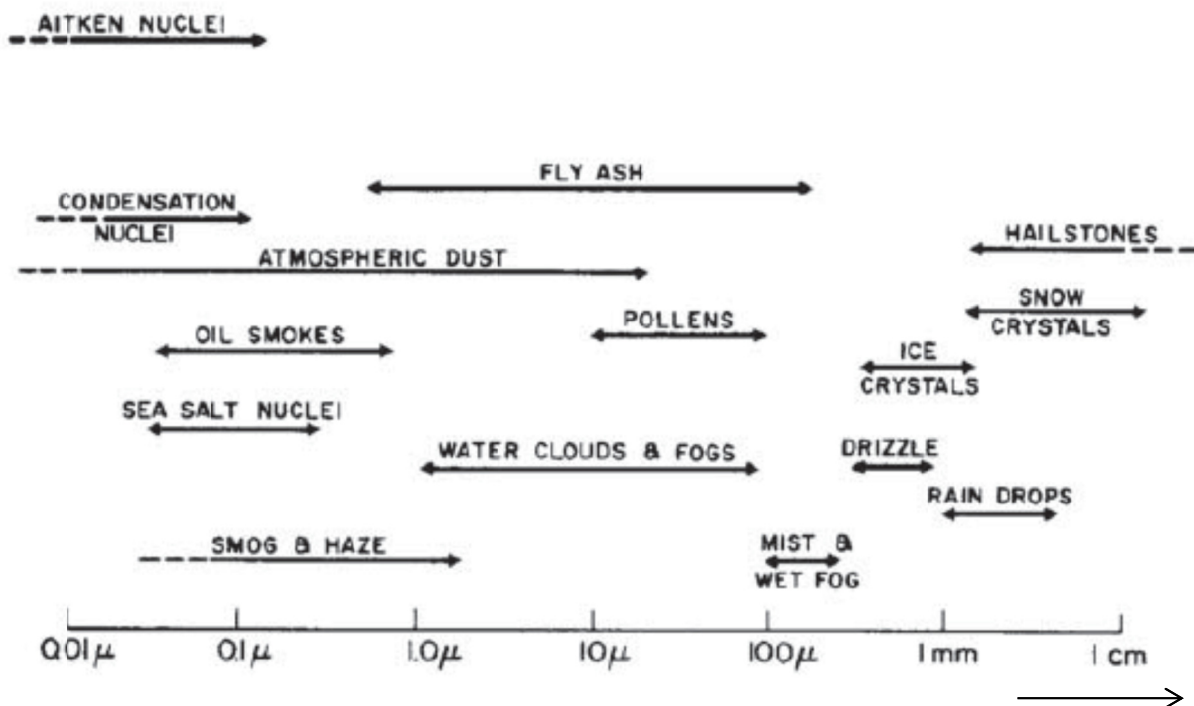 AITKEN NUCLEI
FLY ASH
CONDENSATION
NUCLEI
HAILSTONES
ATMOSPHERIC DUST
SNOW
CRYSTALS
POLLENS
OIL SMOKES
ICE
CRYSTALS
SEA SALT NUCLEI
WATER CLOUDS & FOGS
DRIZZLE
RAIN DROPS
SMOG & HAZE
MIST &
WET FOG
0.01μ 0.1μ 1.0μ 10μ 100μ 1mm 1 cm